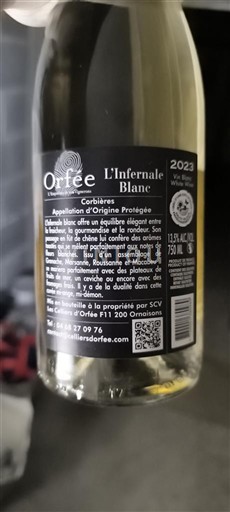 Orfée
L'Infernale
Blanc
2023
Vin Blanc
White Wine
Corbières
Appellation d'Origine Protégée
L'Infernale blanc offre un équilibre élégant entre
la fraîcheur, la gourmandise et la rondeur. Son
passage en fût de chêne lui confère des arômes
qui se mêlent parfaitement aux notes de
fleurs blanches. Issu d'un assemblage de
Grenache, Marsanne, Roussanne et Macabeu
se mariera parfaitement avec des plateaux de
fruits de mer, un ceviche ou encore avec des
fromages frais. Il y a de la dualité dans cette
mi-ange, mi-démon.
13.5% ALC./VOL.
750 ML
Mis en bouteille à la propriété par SCV
Les Celliers d'Orfée F11 200 Ornaisons
Tel : 04 68 27 09 76
celliersdorfee.com